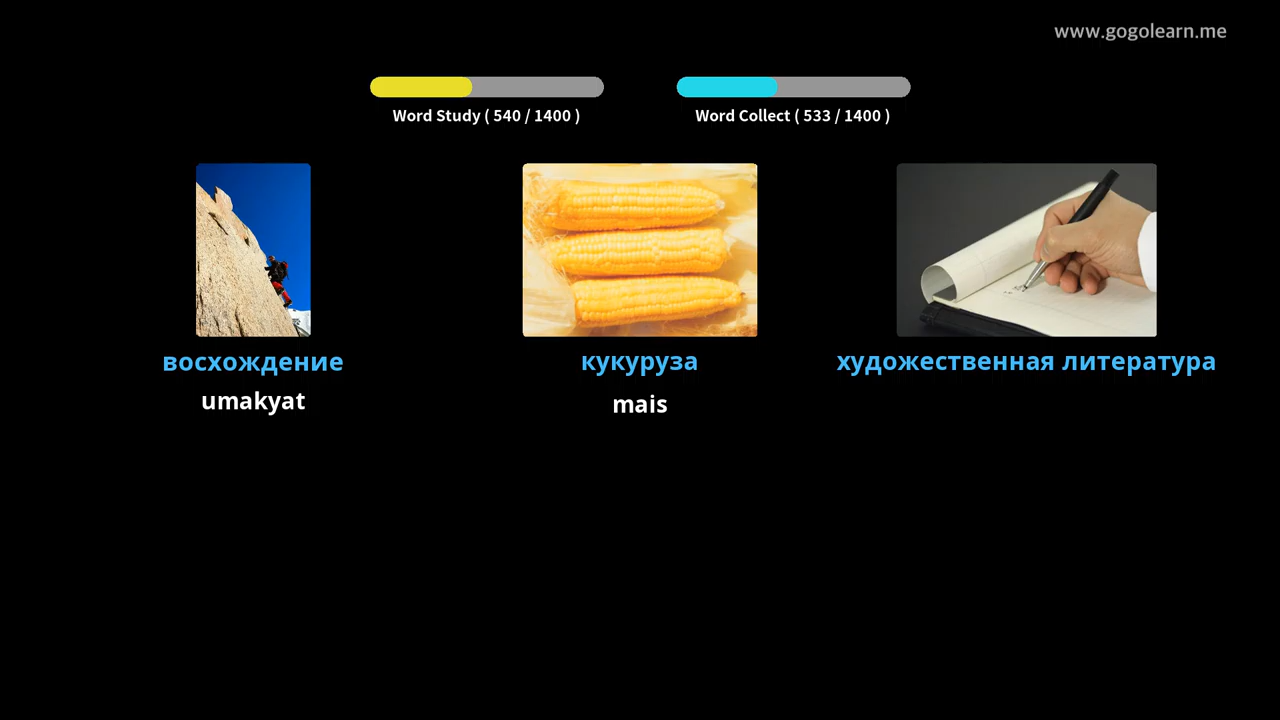 www.gogolearn.me
Word Study ( 540 / 1400 )
Word Collect ( 533 / 1400 )
восхождение
umakyat
кукуруза
mais
художественная литература